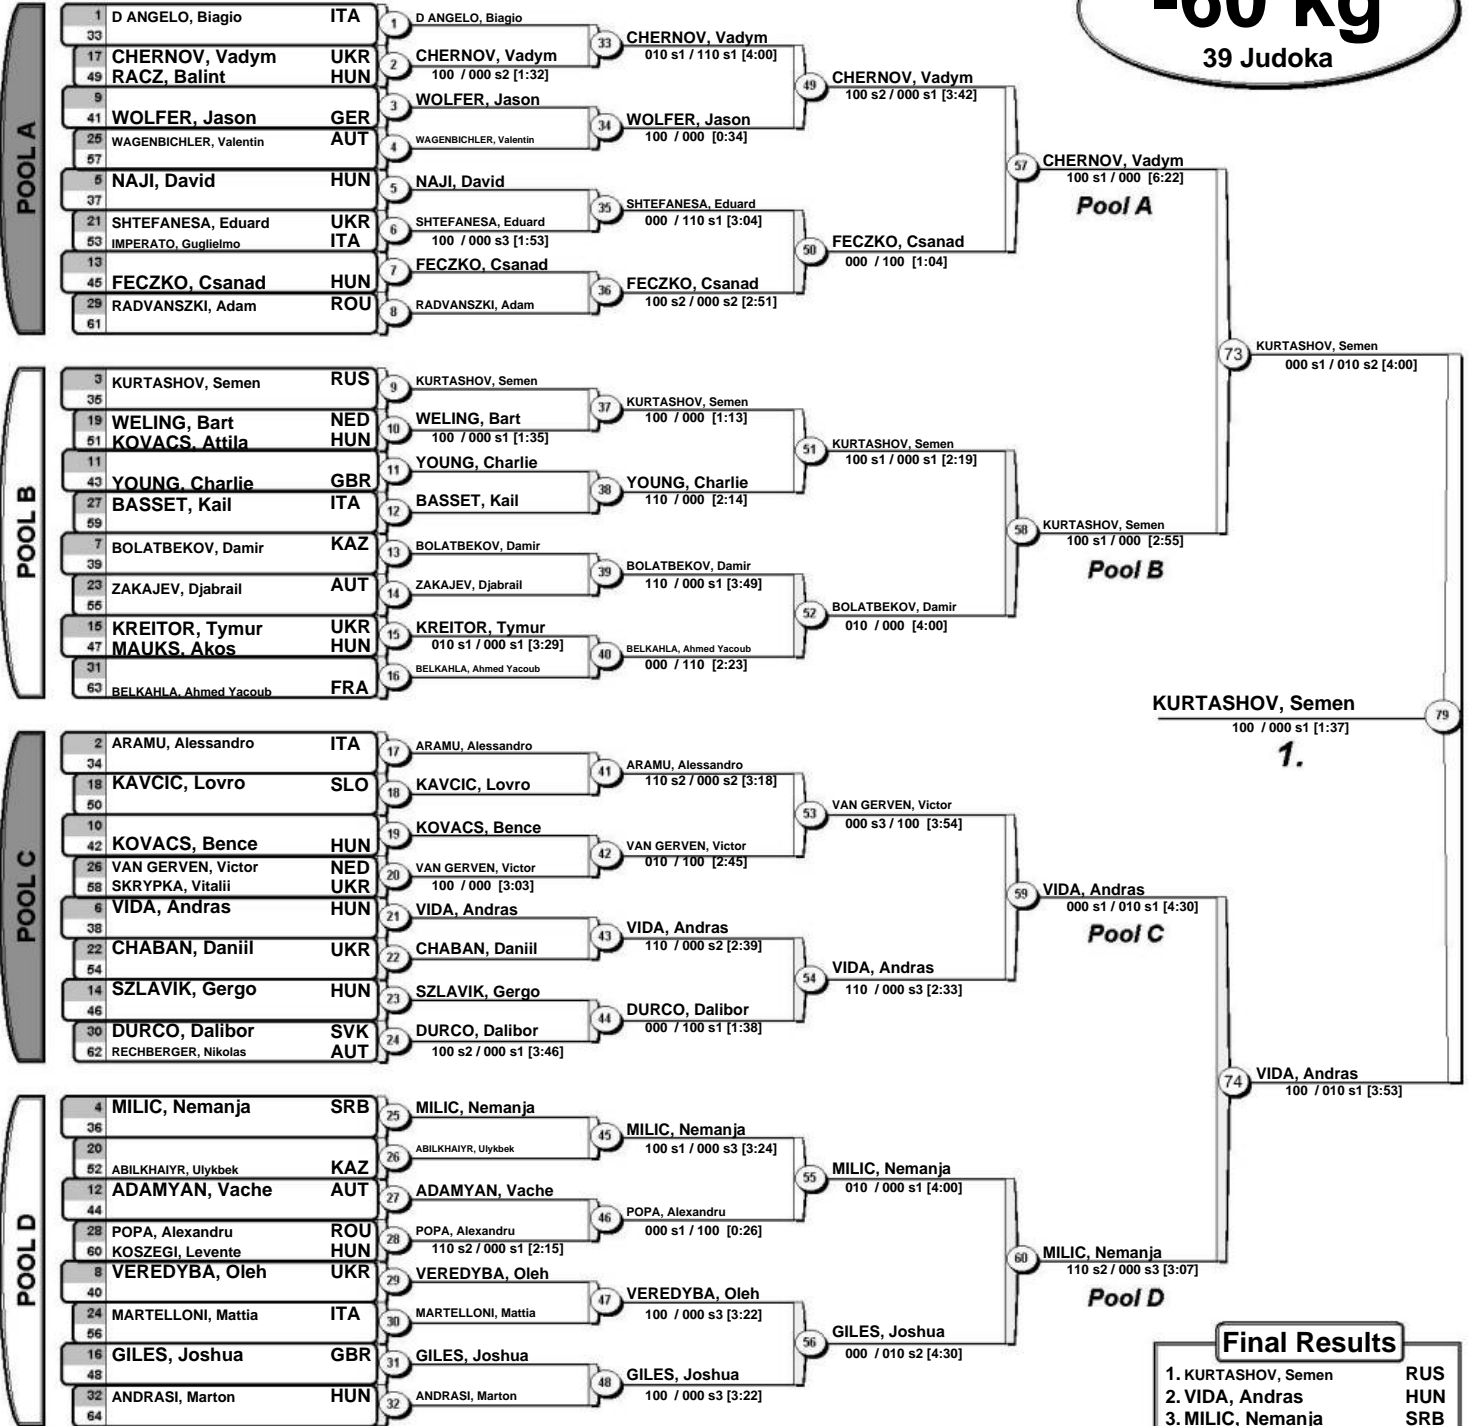 -60 kg
39 Judoka
POOL A
1 D ANGELO, Biagio ITA
33
17 CHERNOV, Vadym UKR
49 RACZ, Balint HUN
9
41 WOLFER, Jason GER
25 WAGENBICHLER, Valentin AUT
57
5 NAJI, David HUN
37
21 SHTEFANESA, Eduard UKR
53 IMPERATO, Guglielmo ITA
13
45 FECZKO, Csanad HUN
29 RADVANSZKI, Adam ROU
61
1 D ANGELO, Biagio
2 CHERNOV, Vadym
100 / 000 s2 [1:32]
3 WOLFER, Jason
4 WAGENBICHLER, Valentin
5 NAJI, David
6 SHTEFANESA, Eduard
100 / 000 s3 [1:53]
7 FECZKO, Csanad
8 RADVANSZKI, Adam
33 CHERNOV, Vadym
010 s1 / 110 s1 [4:00]
34 WOLFER, Jason
100 / 000 [0:34]
35 SHTEFANESA, Eduard
000 / 110 s1 [3:04]
36 FECZKO, Csanad
100 s2 / 000 s2 [2:51]
49 CHERNOV, Vadym
100 s2 / 000 s1 [3:42]
50 FECZKO, Csanad
000 / 100 [1:04]
57 CHERNOV, Vadym
100 s1 / 000 [6:22]
Pool A
POOL B
3 KURTASHOV, Semen RUS
35
19 WELING, Bart NED
51 KOVACS, Attila HUN
11
43 YOUNG, Charlie GBR
27 BASSET, Kail ITA
59
7 BOLATBEKOV, Damir KAZ
39
23 ZAKAJEV, Djabrail AUT
55
15 KREITOR, Tymur UKR
47 MAUKS, Akos HUN
31
63 BELKAHLA, Ahmed Yacoub FRA
9 KURTASHOV, Semen
10 WELING, Bart
100 / 000 s1 [1:35]
11 YOUNG, Charlie
12 BASSET, Kail
13 BOLATBEKOV, Damir
14 ZAKAJEV, Djabrail
15 KREITOR, Tymur
010 s1 / 000 s1 [3:29]
16 BELKAHLA, Ahmed Yacoub
37 KURTASHOV, Semen
100 / 000 [1:13]
38 YOUNG, Charlie
110 / 000 [2:14]
39 BOLATBEKOV, Damir
110 / 000 s1 [3:49]
40 BELKAHLA, Ahmed Yacoub
000 / 110 [2:23]
51 KURTASHOV, Semen
100 s1 / 000 s1 [2:19]
52 BOLATBEKOV, Damir
010 / 000 [4:00]
58 KURTASHOV, Semen
100 s1 / 000 [2:55]
Pool B
73 KURTASHOV, Semen
000 s1 / 010 s2 [4:00]
KURTASHOV, Semen 79
100 / 000 s1 [1:37]
1.
POOL C
2 ARAMU, Alessandro ITA
34
18 KAVCIC, Lovro SLO
50
10
42 KOVACS, Bence HUN
26 VAN GERVEN, Victor NED
58 SKRYPKA, Vitalii UKR
6 VIDA, Andras HUN
38
22 CHABAN, Daniil UKR
54
14 SZLAVIK, Gergo HUN
46
30 DURCO, Dalibor SVK
62 RECHBERGER, Nikolas AUT
17 ARAMU, Alessandro
18 KAVCIC, Lovro
19 KOVACS, Bence
20 VAN GERVEN, Victor
100 / 000 [3:03]
21 VIDA, Andras
22 CHABAN, Daniil
23 SZLAVIK, Gergo
24 DURCO, Dalibor
100 s2 / 000 s1 [3:46]
41 ARAMU, Alessandro
110 s2 / 000 s2 [3:18]
42 VAN GERVEN, Victor
010 / 100 [2:45]
43 VIDA, Andras
110 / 000 s2 [2:39]
44 DURCO, Dalibor
000 / 100 s1 [1:38]
53 VAN GERVEN, Victor
000 s3 / 100 [3:54]
54 VIDA, Andras
110 / 000 s3 [2:33]
59 VIDA, Andras
000 s1 / 010 s1 [4:30]
Pool C
POOL D
4 MILIC, Nemanja SRB
36
20
52 ABILKHAIYR, Ulykbek KAZ
12 ADAMYAN, Vache AUT
44
28 POPA, Alexandru ROU
60 KOSZEGI, Levente HUN
8 VEREDYBA, Oleh UKR
40
24 MARTELLONI, Mattia ITA
56
16 GILES, Joshua GBR
48
32 ANDRASI, Marton HUN
64
25 MILIC, Nemanja
26 ABILKHAIYR, Ulykbek
27 ADAMYAN, Vache
28 POPA, Alexandru
110 s2 / 000 s1 [2:15]
29 VEREDYBA, Oleh
30 MARTELLONI, Mattia
31 GILES, Joshua
32 ANDRASI, Marton
45 MILIC, Nemanja
100 s1 / 000 s3 [3:24]
46 POPA, Alexandru
000 s1 / 100 [0:26]
47 VEREDYBA, Oleh
100 / 000 s3 [3:22]
48 GILES, Joshua
100 / 000 s3 [3:22]
55 MILIC, Nemanja
010 / 000 s1 [4:00]
56 GILES, Joshua
000 / 010 s2 [4:30]
60 MILIC, Nemanja
110 s2 / 000 s3 [3:07]
Pool D
74 VIDA, Andras
100 / 010 s1 [3:53]
Final Results
1. KURTASHOV, Semen RUS
2. VIDA, Andras HUN
3. MILIC, Nemanja SRB